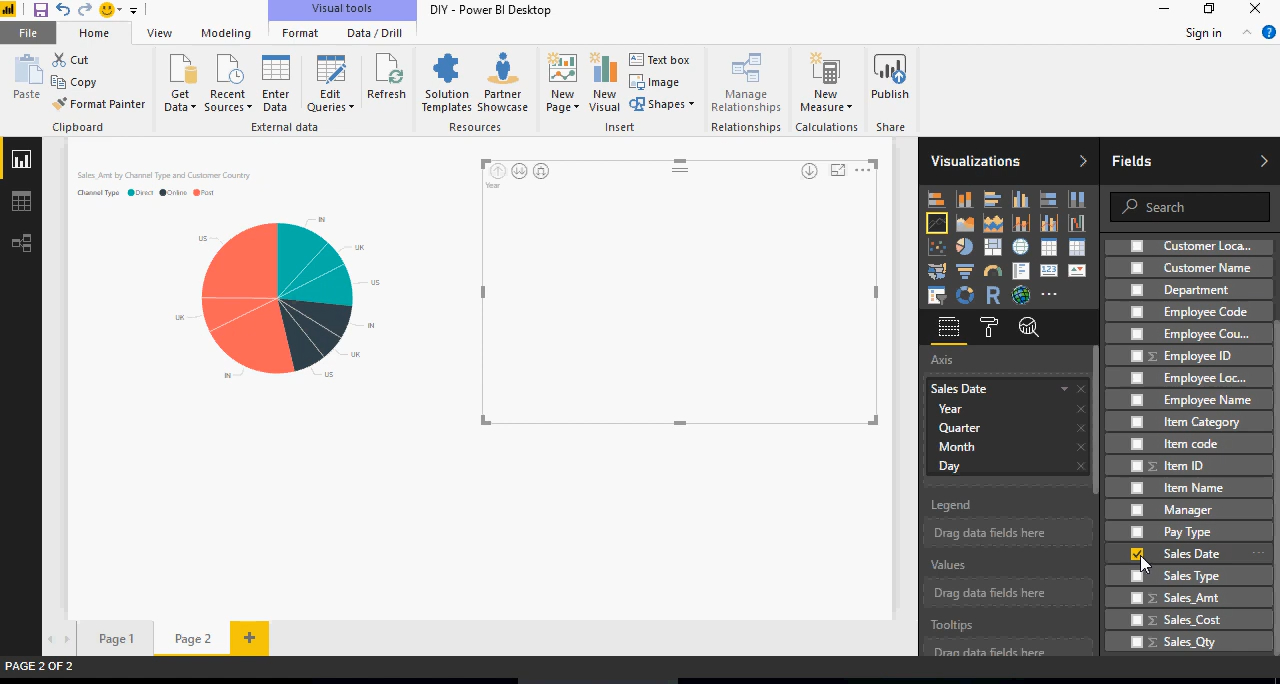 Visual tools
DIY - Power BI Desktop
File
Home
View
Modeling
Format
Data / Drill
Sign in
?
Paste
Cut
Copy
Format Painter
Clipboard
Get Data
Recent Sources
Enter Data
Edit Queries
Refresh
External data
Solution Templates
Partner Showcase
Resources
New Page
New Visual
Text box
Image
Shapes
Insert
Manage Relationships
Relationships
New Measure
Calculations
Publish
Share
Sales_Amt by Channel Type and Customer Country
Channel Type Direct Online Post
IN
UK
US
IN
UK
US
IN
UK
US
Year
Visualizations
R
123
Axis
Sales Date
Year
Quarter
Month
Day
Legend
Drag data fields here
Values
Drag data fields here
Tooltips
Drag data fields here
Fields
Search
Customer Loca...
Customer Name
Department
Employee Code
Employee Cou...
Σ Employee ID
Employee Loc...
Employee Name
Item Category
Item code
Σ Item ID
Item Name
Manager
Pay Type
Sales Date
Sales Type
Σ Sales_Amt
Σ Sales_Cost
Σ Sales_Qty
Page 1
Page 2
+
PAGE 2 OF 2